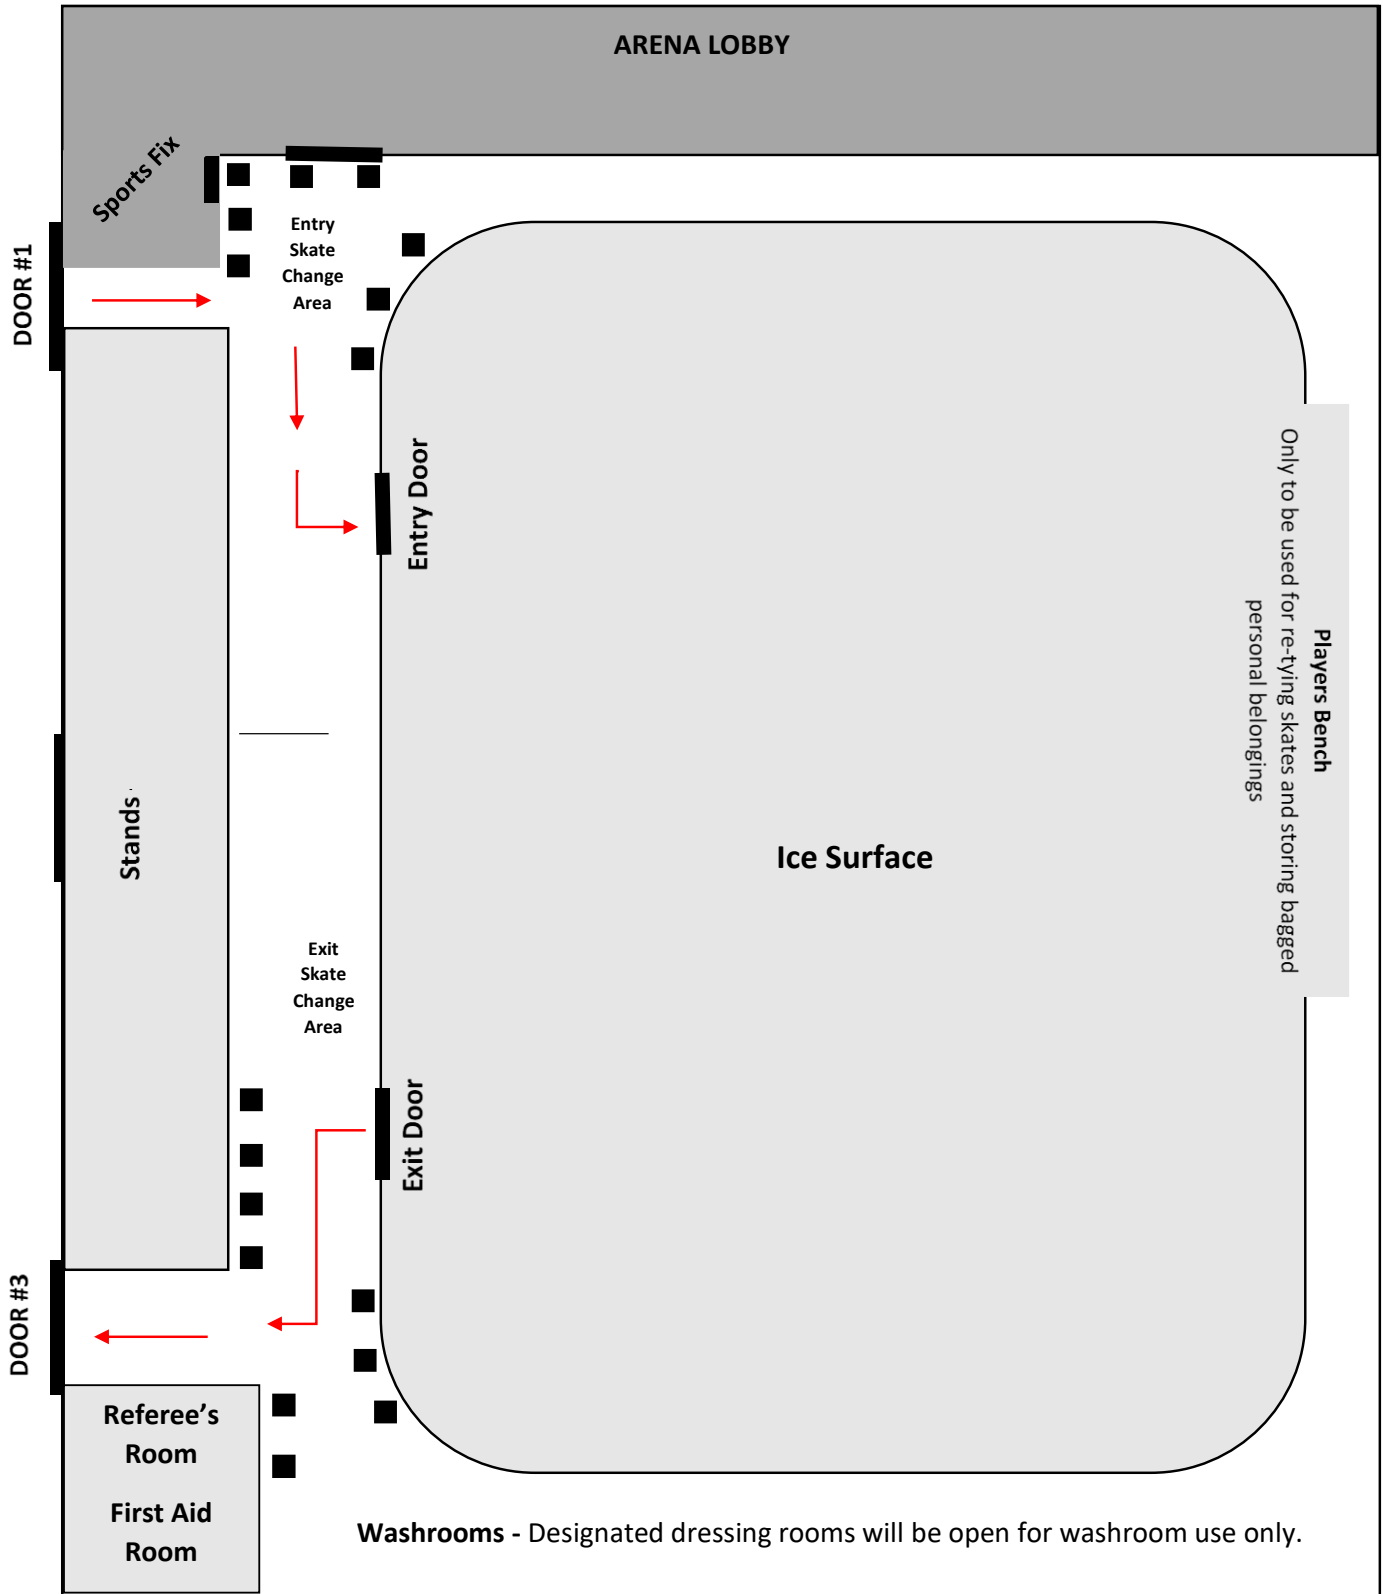 ARENA LOBBY
Sports Fix
DOOR #1
Entry
Skate
Change
Area
Entry Door
Players Bench
Only to be used for re-tying skates and storing bagged
personal belongings
Stands
Ice Surface
Exit
Skate
Change
Area
Exit Door
DOOR #3
Referee’s
Room
First Aid
Room
Washrooms - Designated dressing rooms will be open for washroom use only.